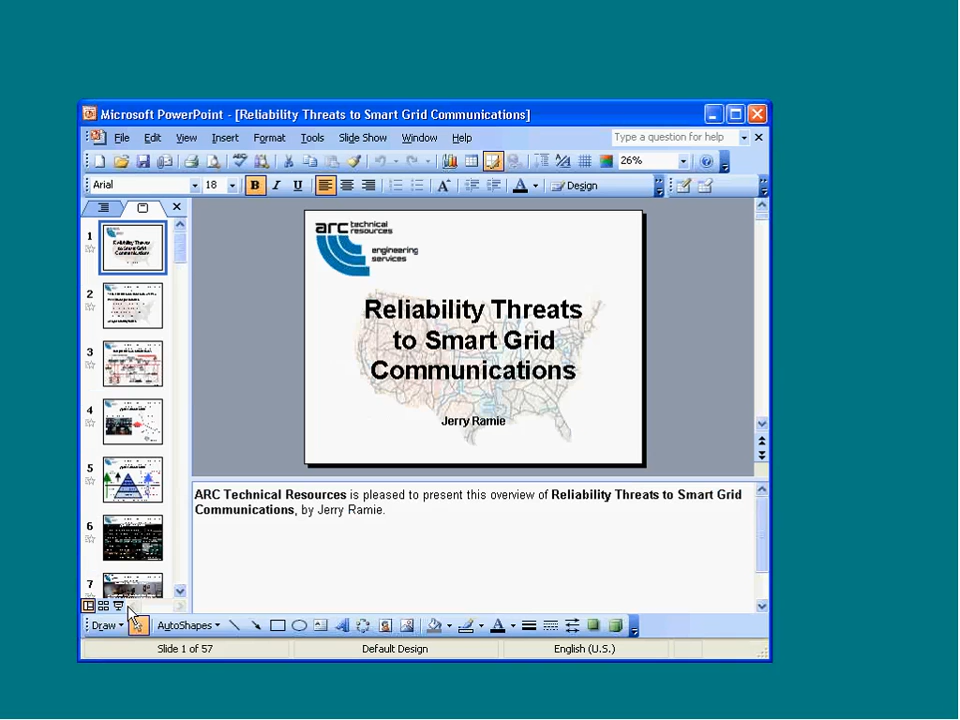 Microsoft PowerPoint - [Reliability Threats to Smart Grid Communications]
File Edit View Insert Format Tools Slide Show Window Help
Type a question for help
26%
Arial 18 B I U A A Design
1
2
3
4
5
6
7
arc technical
resources
engineering
services
Reliability Threats
to Smart Grid
Communications
Jerry Ramie
ARC Technical Resources is pleased to present this overview of Reliability Threats to Smart Grid
Communications, by Jerry Ramie.
Draw AutoShapes A
Slide 1 of 57 Default Design English (U.S.)